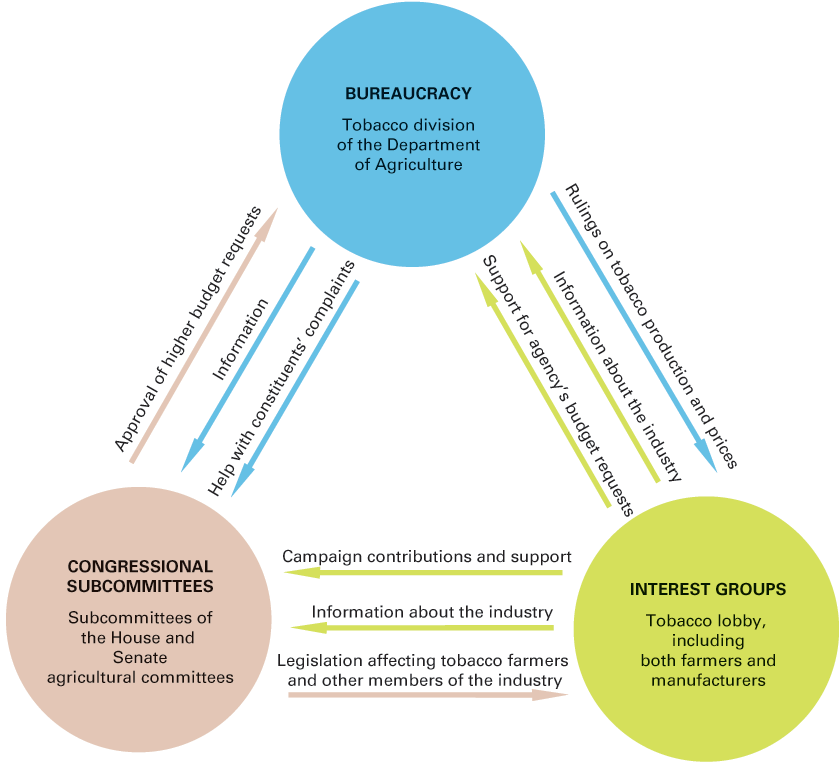 BUREAUCRACY
Tobacco division
of the Department
of Agriculture
Approval of higher budget requests
Information
Help with constituents’ complaints
Support for agency’s budget requests
Information about the industry
Rulings on tobacco production and prices
CONGRESSIONAL
SUBCOMMITTEES
Subcommittees of
the House and
Senate
agricultural committees
Campaign contributions and support
Information about the industry
Legislation affecting tobacco farmers
and other members of the industry
INTEREST GROUPS
Tobacco lobby,
including
both farmers and
manufacturers